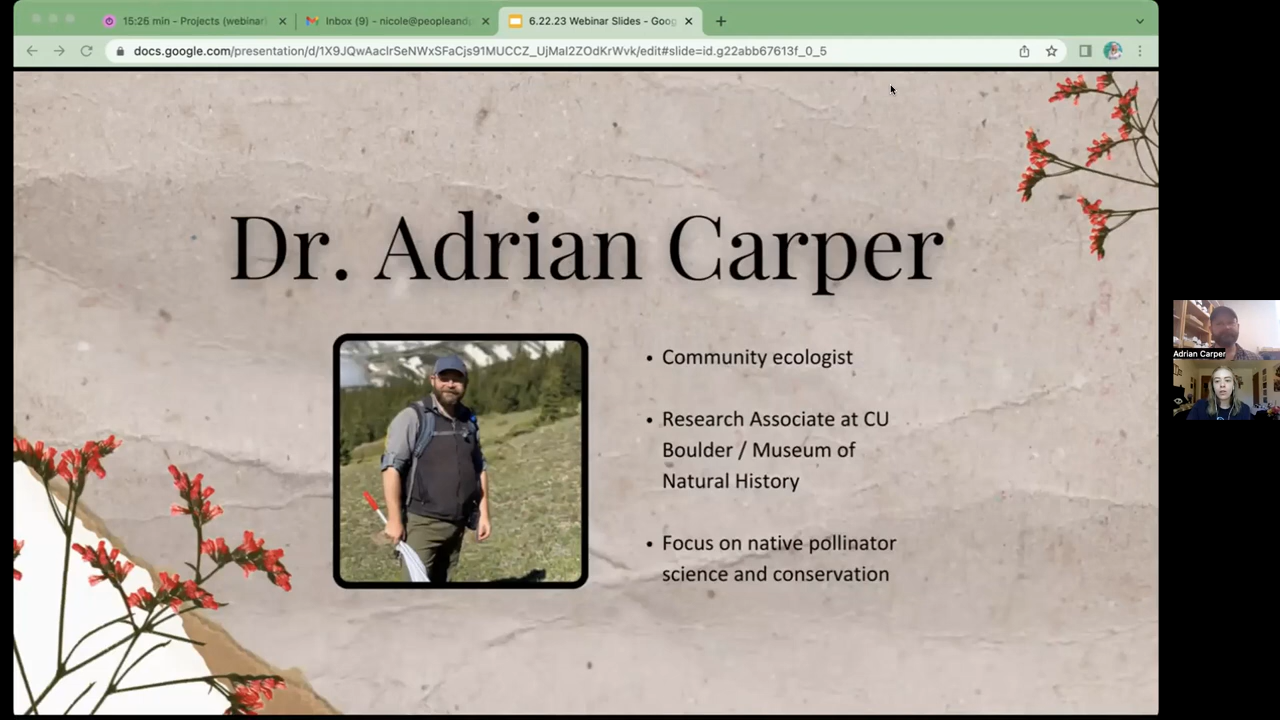 15:26 min - Projects (webinar
Inbox (9) - nicole@peopleand
6.22.23 Webinar Slides - Goog
docs.google.com/presentation/d/1X9JQwAaclrSeNWxSFaCjs91MUCCZ_UjMaI2ZOdKrWvk/edit#slide=id.g22abb67613f_0_5
Dr. Adrian Carper
• Community ecologist
• Research Associate at CU
Boulder / Museum of
Natural History
• Focus on native pollinator
science and conservation
Adrian Carper